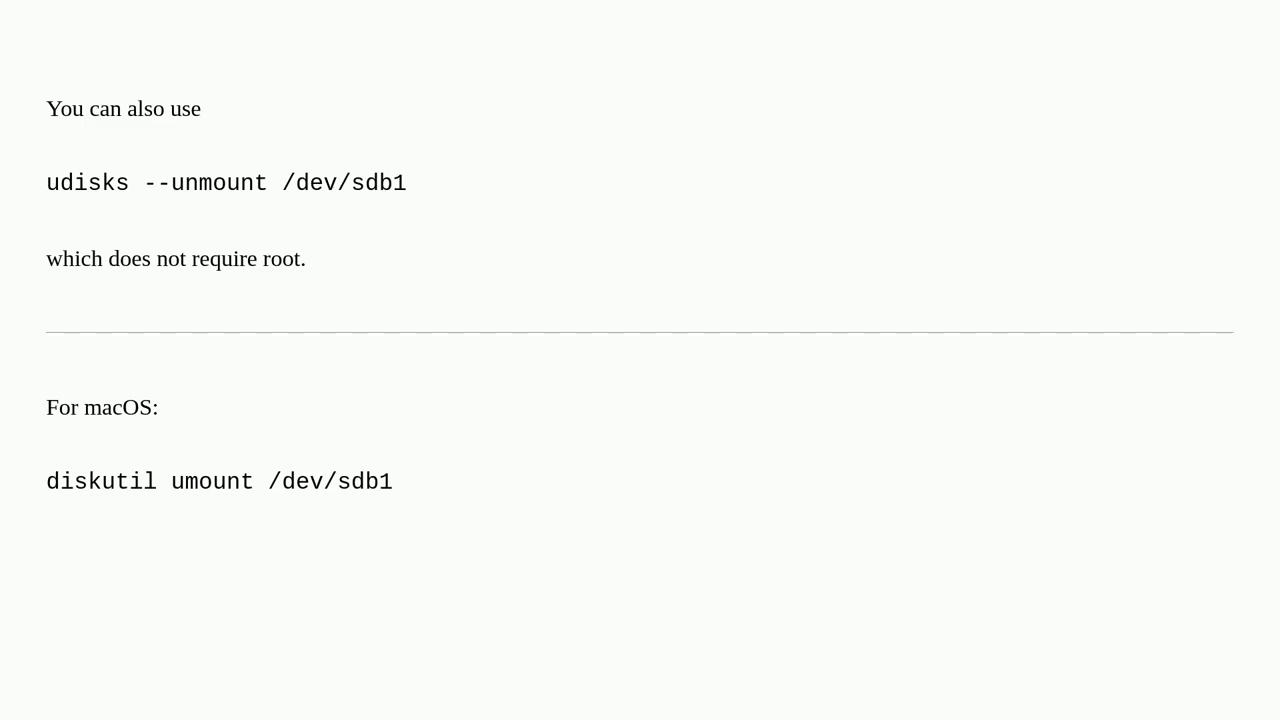 You can also use
udisks --unmount /dev/sdb1
which does not require root.
For macOS:
diskutil umount /dev/sdb1